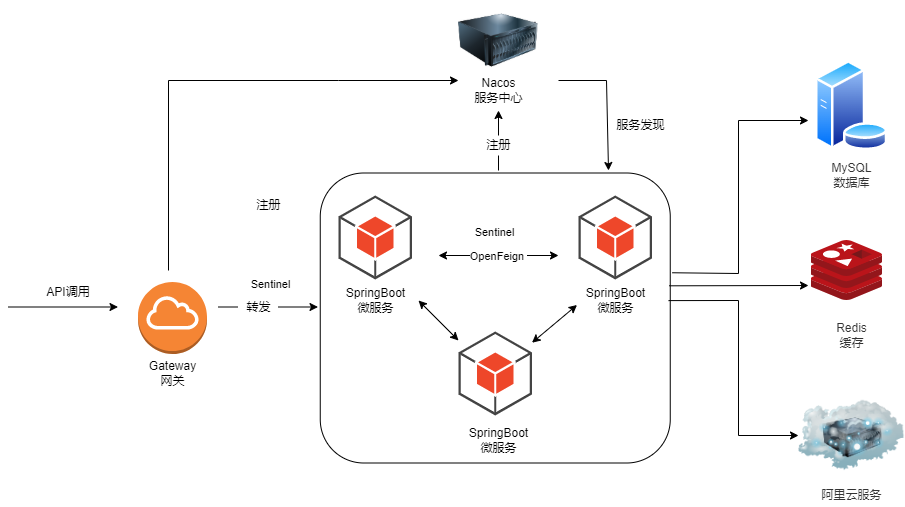 Nacos
服务中心
服务发现
注册
MySQL
数据库
注册
Sentinel
OpenFeign
API调用
Sentinel
转发
SpringBoot
微服务
SpringBoot
微服务
Redis
缓存
Gateway
网关
SpringBoot
微服务
阿里云服务